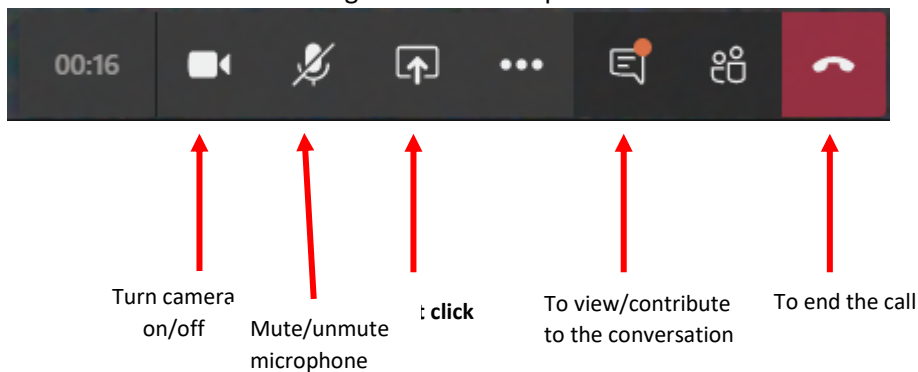 00:16
Turn camera
on/off
Mute/unmute
microphone
click
To view/contribute
to the conversation
To end the call